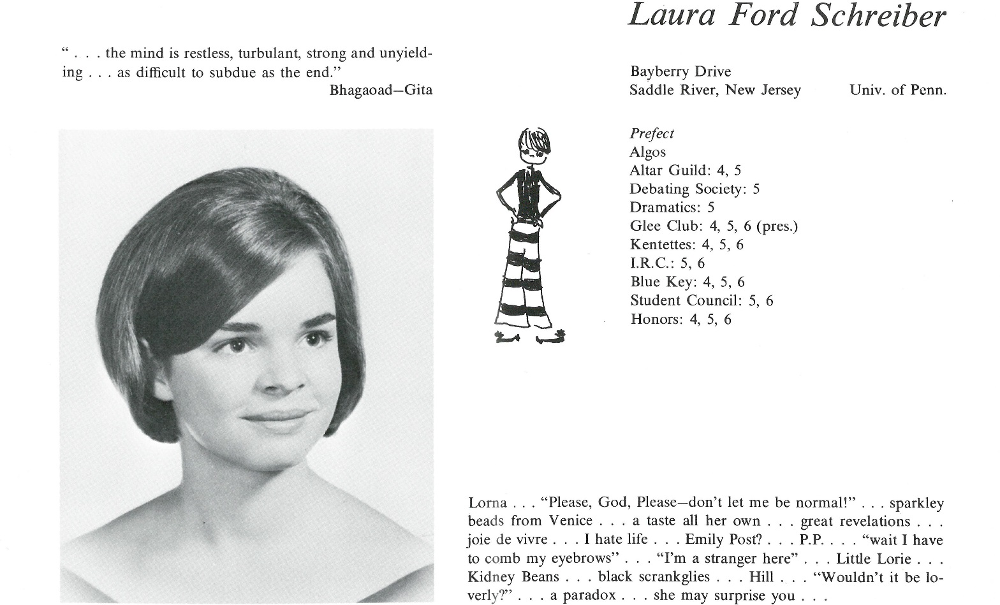 Laura Ford Schreiber
“ . . . the mind is restless, turbulant, strong and unyield-
ing . . . as difficult to subdue as the end.”
Bhagaoad—Gita
Bayberry Drive
Saddle River, New Jersey Univ. of Penn.
Prefect
Algos
Altar Guild: 4, 5
Debating Society: 5
Dramatics: 5
Glee Club: 4, 5, 6 (pres.)
Kentettes: 4, 5, 6
I.R.C.: 5, 6
Blue Key: 4, 5, 6
Student Council: 5, 6
Honors: 4, 5, 6
Lorna . . . “Please, God, Please—don’t let me be normal!” . . . sparkley
beads from Venice . . . a taste all her own . . . great revelations . . .
joie de vivre . . . I hate life . . . Emily Post? . . . P.P. . . . “wait I have
to comb my eyebrows” . . . “I’m a stranger here” . . . Little Lorie . . .
Kidney Beans . . . black scrankglies . . . Hill . . . “Wouldn’t it be lo-
verly?” . . . a paradox . . . she may surprise you . . .